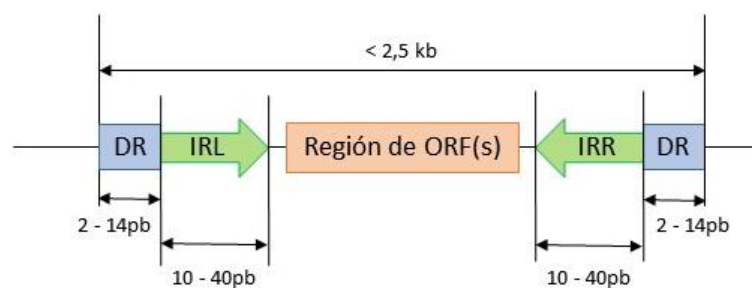 < 2,5 kb
DR IRL Región de ORF(s) IRR DR
2 - 14pb 2 - 14pb
10 - 40pb 10 - 40pb